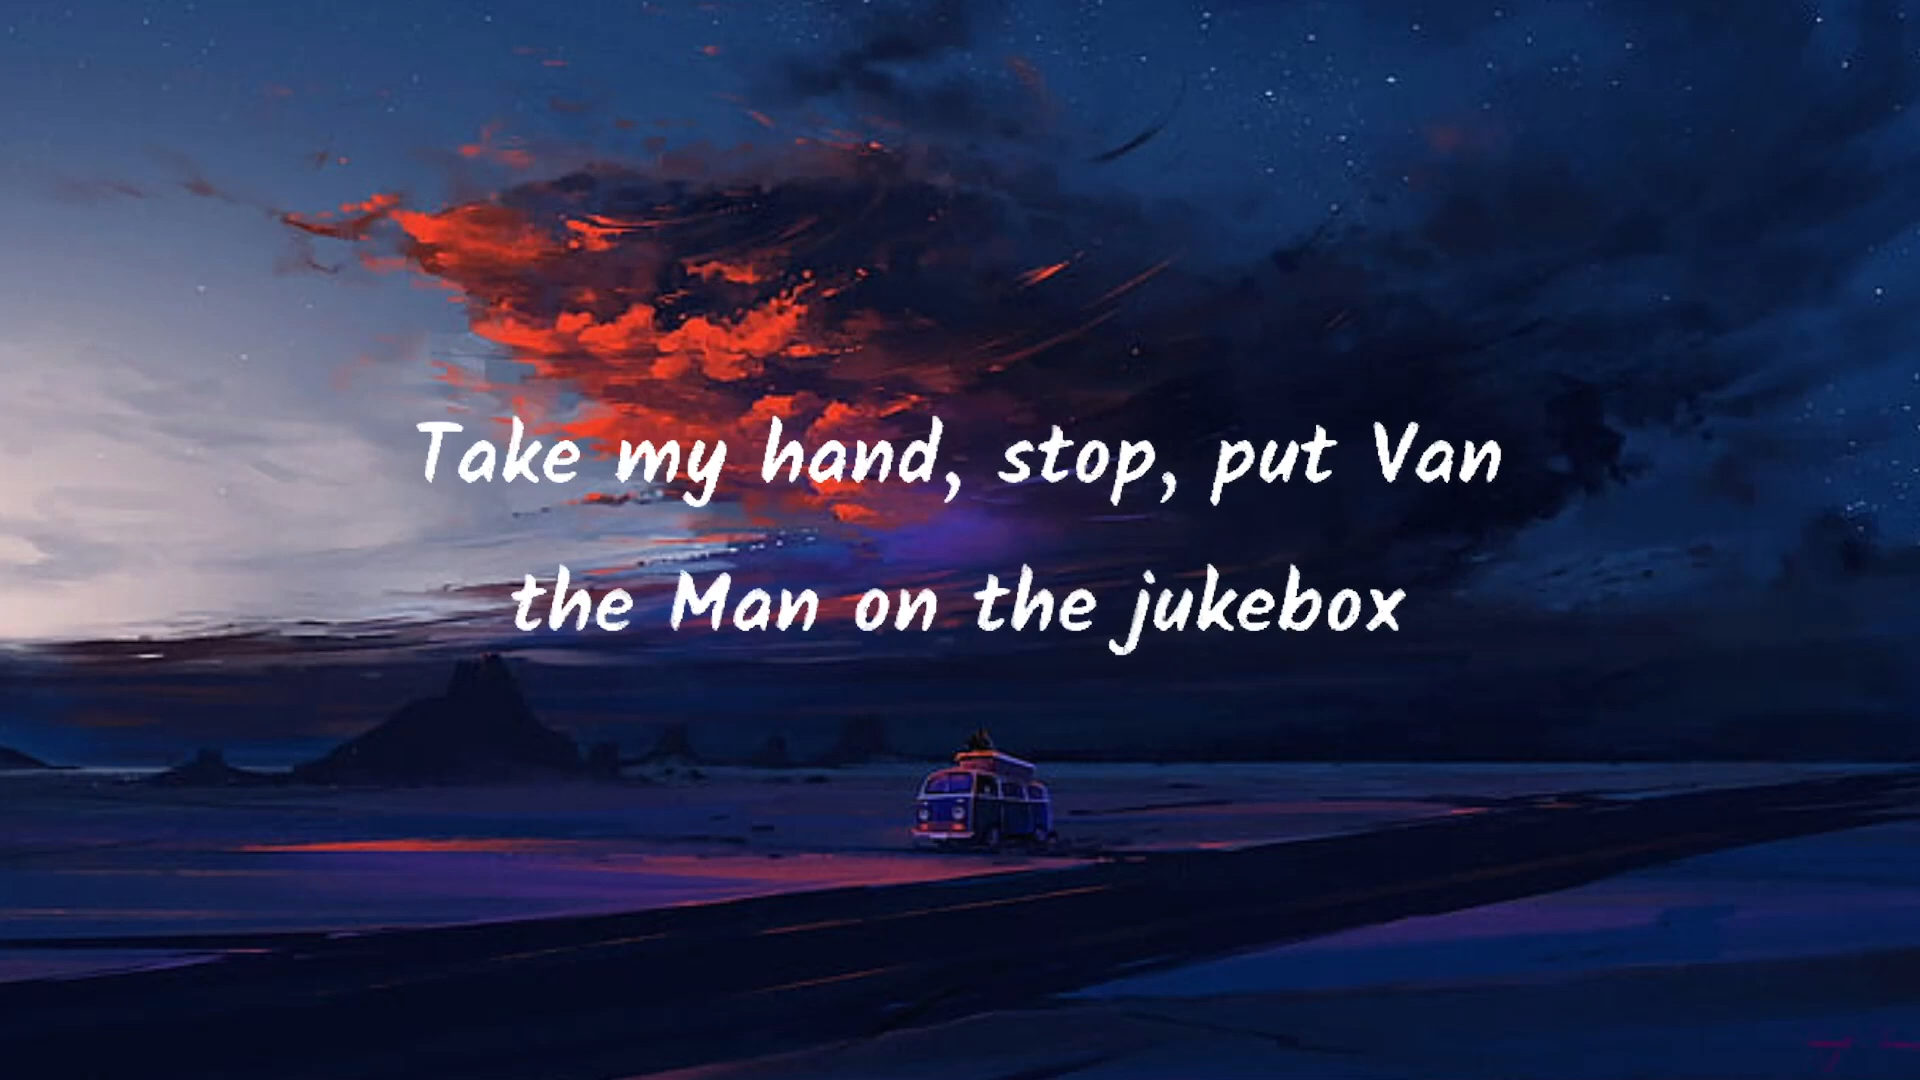 Take my hand, stop, put Van
the Man on the jukebox